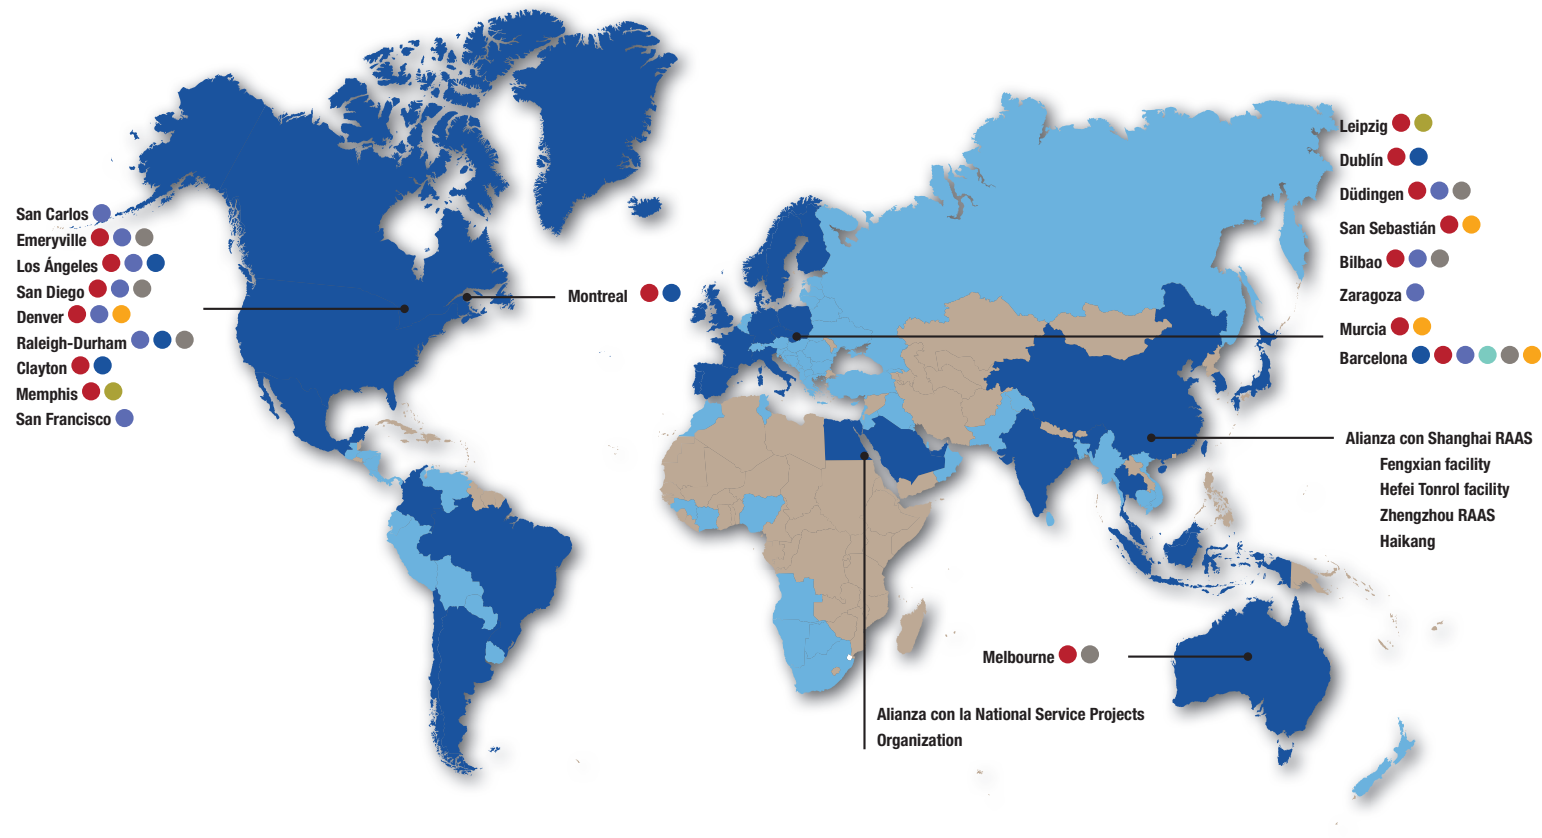 San Carlos
Emeryville
Los Ángeles
San Diego
Denver
Raleigh-Durham
Clayton
Memphis
San Francisco
Montreal
Leipzig
Dublín
Düdingen
San Sebastián
Bilbao
Zaragoza
Murcia
Barcelona
Alianza con Shanghai RAAS
Fengxian facility
Hefei Tonrol facility
Zhengzhou RAAS
Haikang
Melbourne
Alianza con la National Service Projects
Organization